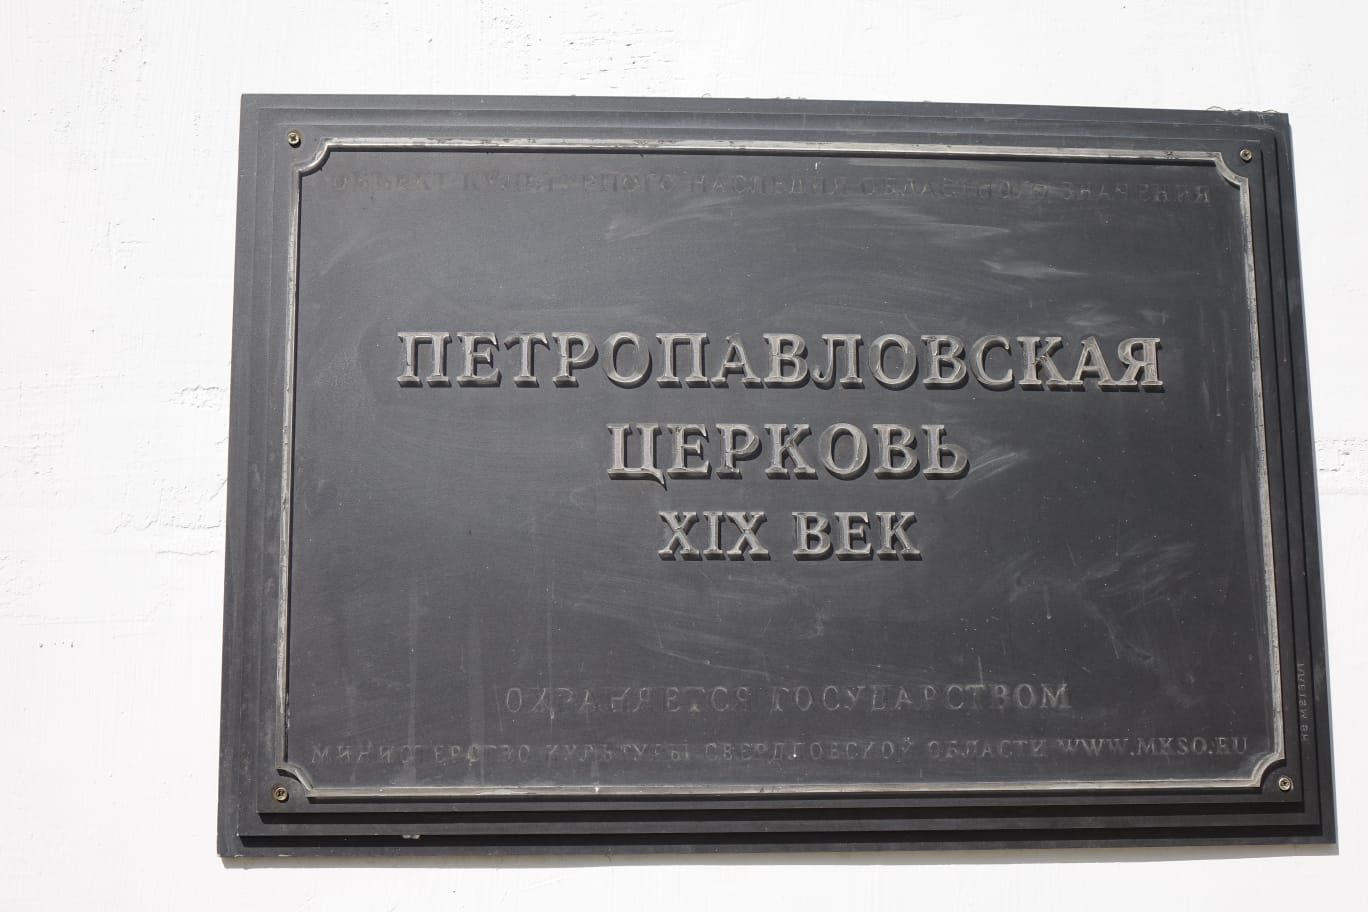 ОБЪЕКТ КУЛЬТУРНОГО НАСЛЕДИЯ ОБЛАСТНОГО ЗНАЧЕНИЯ
ПЕТРОПАВЛОВСКАЯ
ЦЕРКОВЬ
XIX ВЕК
ОХРАНЯЕТСЯ ГОСУДАРСТВОМ
МИНИСТЕРСТВО КУЛЬТУРЫ СВЕРДЛОВСКОЙ ОБЛАСТИ WWW.MKSO.RU